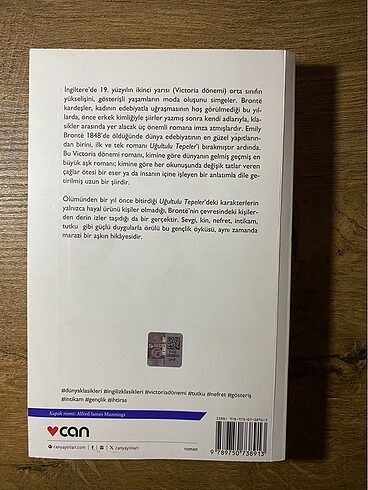 İngiltere'de 19. yüzyılın ikinci yarısı (Victoria dönemi) orta sınıfın
yükselişini, gösterişli yaşamların moda oluşunu simgeler. Brontë
kardeşler, kadının edebiyatla uğraşmasının hoş görülmediği bu yıl-
larda, önce erkek kimliğiyle şiirler yazmış sonra kendi adlarıyla, kla-
sikler arasında yer alacak üç önemli romana imza atmışlardır. Emily
Brontë 1848'de öldüğünde dünya edebiyatının en güzel yapıtların-
dan birini, ilk ve tek romanı Uğultulu Tepeler'i bırakmıştır ardında.
Bu Victoria dönemi romanı, kimine göre dünyanın gelmiş geçmiş en
büyük aşk romanı; kimine göre her okunuşunda değişik tatlar veren
çağlar ötesi bir eser ya da insanın içine işleyen bir anlatımla dile ge-
tirilmiş uzun bir şiirdir.
Ölümünden bir yıl önce bitirdiği Uğultulu Tepeler'deki karakterlerin
yalnızca hayal ürünü kişiler olmadığı, Brontë'nin çevresindeki kişiler-
den derin izler taşıdığı da bir gerçektir. Sevgi, kin, nefret, intikam,
tutku gibi güçlü duygularla örülü bu gençlik öyküsü, aynı zamanda
marazi bir aşkın hikâyesidir.
#dünyaklasikleri #ingilizklasikleri #victoriadönemi #tutku #nefret #gösteriş
#intikam #gençlik #ihtiras
Kapak resmi: Alfred James Munnings
can
canyayinlari.com
canyayinlari
roman
9 789750 738913